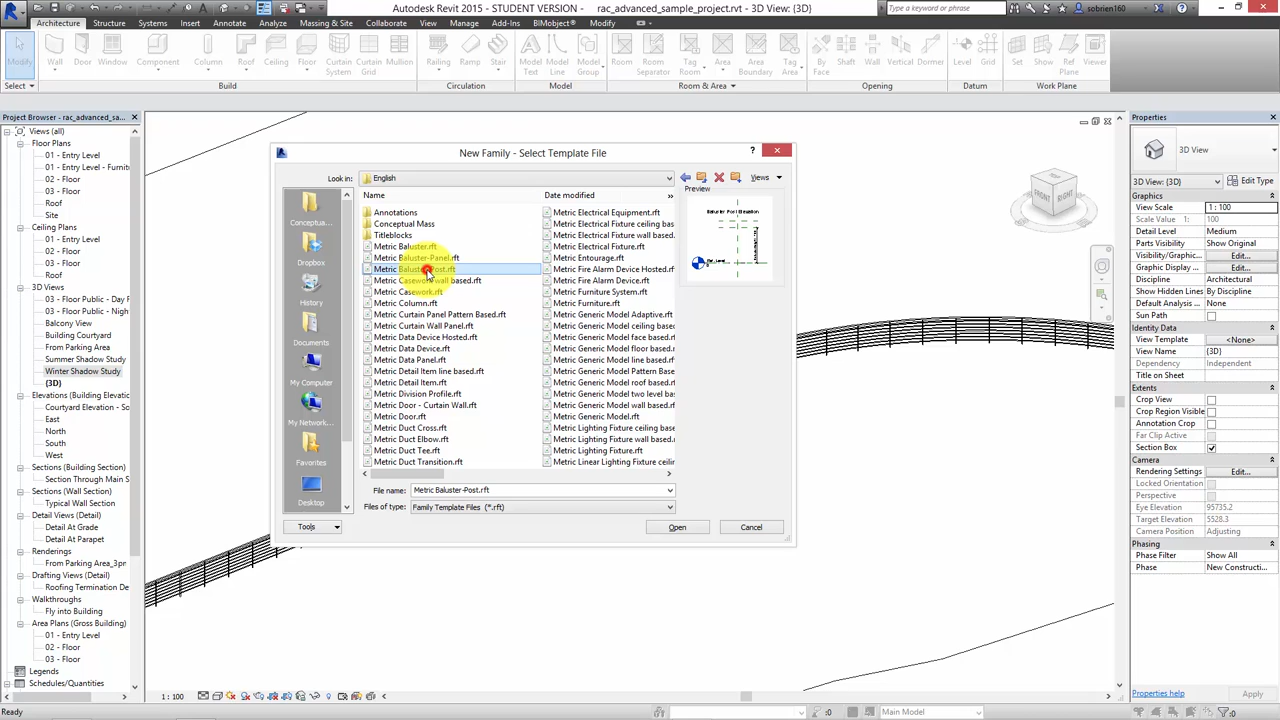 Autodesk Revit 2015 - STUDENT VERSION - rac_advanced_sample_project.rvt - 3D View: {3D}
Type a keyword or phrase
sobrien160
Architecture Structure Systems Insert Annotate Analyze Massing & Site Collaborate View Manage Add-Ins BIMobject® Modify
Modify Wall Door Window Component Column Roof Ceiling Floor Curtain System Curtain Grid Mullion Railing Ramp Stair Model Text Model Line Model Group Room Room Separator Tag Room Area Area Boundary Tag Area By Face Shaft Wall Vertical Dormer Level Grid Set Show Ref Plane Viewer
Select Build Circulation Model Room & Area Opening Datum Work Plane
Project Browser - rac_advanced_sa...
Views (all)
Floor Plans
01 - Entry Level
01 - Entry Level - Furnit
02 - Floor
03 - Floor
Roof
Site
Ceiling Plans
01 - Entry Level
02 - Floor
03 - Floor
Roof
3D Views
03 - Floor Public - Day F
03 - Floor Public - Night
Balcony View
Building Courtyard
From Parking Area
Summer Shadow Study
Winter Shadow Study
{3D}
Elevations (Building Elevation)
Courtyard Elevation - So
East
North
South
West
Sections (Building Section)
Section Through Main S
Sections (Wall Section)
Typical Wall Section
Detail Views (Detail)
Detail At Grade
Detail At Parapet
Renderings
From Parking Area_3pm
Drafting Views (Detail)
Roofing Termination De
Walkthroughs
Fly into Building
Area Plans (Gross Building)
01 - Entry Level
02 - Floor
03 - Floor
Legends
Schedules/Quantities
New Family - Select Template File
Look in: English
Views
Name Date modified
Preview
Conceptua...
Dropbox
History
Documents
My Computer
My Network...
Favorites
Desktop
Annotations
Conceptual Mass
Titleblocks
Metric Baluster.rft
Metric Baluster-Panel.rft
Metric Baluster-Post.rft
Metric Casework wall based.rft
Metric Casework.rft
Metric Column.rft
Metric Curtain Panel Pattern Based.rft
Metric Curtain Wall Panel.rft
Metric Data Device Hosted.rft
Metric Data Device.rft
Metric Data Panel.rft
Metric Detail Item line based.rft
Metric Detail Item.rft
Metric Division Profile.rft
Metric Door - Curtain Wall.rft
Metric Door.rft
Metric Duct Cross.rft
Metric Duct Elbow.rft
Metric Duct Tee.rft
Metric Duct Transition.rft
Metric Electrical Equipment.rft
Metric Electrical Fixture ceiling bas
Metric Electrical Fixture wall based.
Metric Electrical Fixture.rft
Metric Entourage.rft
Metric Fire Alarm Device Hosted.rft
Metric Fire Alarm Device.rft
Metric Furniture System.rft
Metric Furniture.rft
Metric Generic Model Adaptive.rft
Metric Generic Model ceiling based
Metric Generic Model face based.rf
Metric Generic Model floor based.rf
Metric Generic Model line based.rft
Metric Generic Model Pattern Base
Metric Generic Model roof based.rf
Metric Generic Model two level bas
Metric Generic Model wall based.rf
Metric Generic Model.rft
Metric Lighting Fixture ceiling base
Metric Lighting Fixture wall based.r
Metric Lighting Fixture.rft
Metric Linear Lighting Fixture ceilin
Baluster Post Elevation
File name: Metric Baluster-Post.rft
Files of type: Family Template Files (*.rft)
Tools Open Cancel
FRONT RIGHT
Properties
3D View
3D View: {3D} Edit Type
Graphics
View Scale 1 : 100
Scale Value 1: 100
Detail Level Medium
Parts Visibility Show Original
Visibility/Graphic... Edit...
Graphic Display ... Edit...
Discipline Architectural
Show Hidden Lines By Discipline
Default Analysis ... None
Sun Path
Identity Data
View Template <None>
View Name {3D}
Dependency Independent
Title on Sheet
Extents
Crop View
Crop Region Visible
Annotation Crop
Far Clip Active
Section Box
Camera
Rendering Settings Edit...
Locked Orientation
Perspective
Eye Elevation 95735.2
Target Elevation 5528.3
Camera Position Adjusting
Phasing
Phase Filter Show All
Phase New Constructi...
Properties help Apply
1 : 100
Ready
:0
Main Model
:0